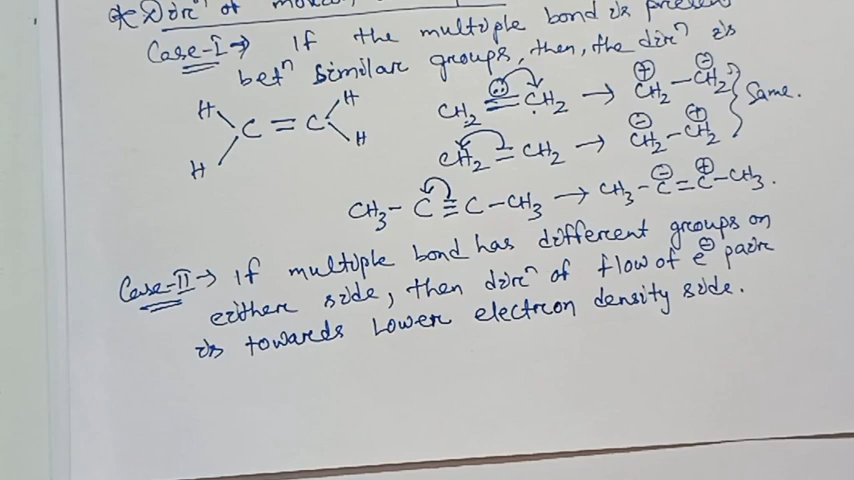 * Dirⁿ of
Case-I → If the multiple bond is present
betⁿ similar groups, then, the dirⁿ is
H H
C = C
H H
CH₂ = CH₂ → ⊕CH₂ – ⊖CH₂
CH₂ = CH₂ → ⊖CH₂ – ⊕CH₂
} Same.
CH₃ – C ≡ C – CH₃ → CH₃ – ⊖C = ⊕C – CH₃.
Case-II → If multiple bond has different groups on
either side, then dirⁿ of flow of e⊖ pair
is towards lower electron density side.